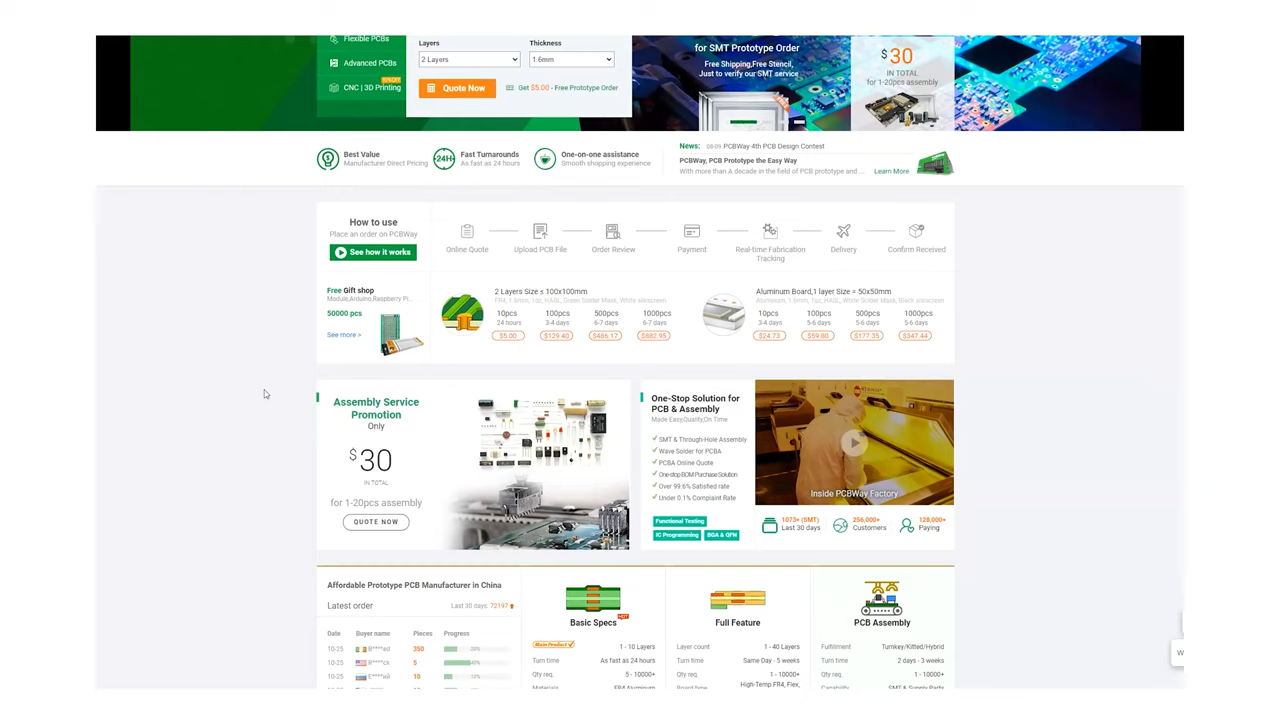 Flexible PCBs
Advanced PCBs
CNC | 3D Printing
Layers
Thickness
2 Layers
1.6mm
Quote Now
Get $5.00 - Free Prototype Order
for SMT Prototype Order
Free Shipping,Free Stencil,
Just to verify our SMT service
$30
IN TOTAL
for 1-20pcs assembly
Best Value
Manufacturer Direct Pricing
24H
Fast Turnarounds
As fast as 24 hours
One-on-one assistance
Smooth shopping experience
News: 08-09 PCBWay 4th PCB Design Contest
PCBWay, PCB Prototype the Easy Way
With more than A decade in the field of PCB prototype and ... Learn More
How to use
Place an order on PCBWay
See how it works
Online Quote
Upload PCB File
Order Review
Payment
Real-time Fabrication
Tracking
Delivery
Confirm Received
Free Gift shop
Module,Arduino,Raspberry Pi...
50000 pcs
See more >
2 Layers Size ≤ 100x100mm
FR4, 1.6mm, 1oz, HASL, Green Solder Mask, White silkscreen
10pcs 100pcs 500pcs 1000pcs
24 hours 3-4 days 6-7 days 6-7 days
$5.00 $129.40 $486.17 $882.95
Aluminum Board,1 layer Size = 50x50mm
Aluminum, 1.6mm, 1oz, HASL, White Solder Mask, Black silkscreen
10pcs 100pcs 500pcs 1000pcs
3-4 days 5-6 days 5-6 days 5-6 days
$24.73 $59.80 $177.35 $347.44
Assembly Service
Promotion
Only
$30
IN TOTAL
for 1-20pcs assembly
QUOTE NOW
One-Stop Solution for
PCB & Assembly
Made Easy,Quality,On Time
SMT & Through-Hole Assembly
Wave Solder for PCBA
PCBA Online Quote
One-stop BOM Purchase Solution
Over 99.6% Satisfied rate
Under 0.1% Complaint Rate
Functional Testing
IC Programming
BGA & QFN
Inside PCBWay Factory
1073+ (SMT)
Last 30 days
256,000+
Customers
128,000+
Paying
Affordable Prototype PCB Manufacturer in China
Latest order
Last 30 days: 72197
Date Buyer name Pieces Progress
10-25 B****ed 350 20%
10-25 R****ck 5 40%
10-25 E****ий 10
Basic Specs
HOT
Main Product
1 - 10 Layers
Turn time As fast as 24 hours
Qty req. 5 - 10000+
Materials FR4 Aluminum
Full Feature
Layer count 1 - 40 Layers
Turn time Same Day - 5 weeks
Qty req. 1 - 10000+
Board type High-Temp FR4, Flex,
PCB Assembly
Fulfillment Turnkey/Kitted/Hybrid
Turn time 2 days - 3 weeks
Qty req. 1 - 10000+
Capability SMT & Supply Parts
W